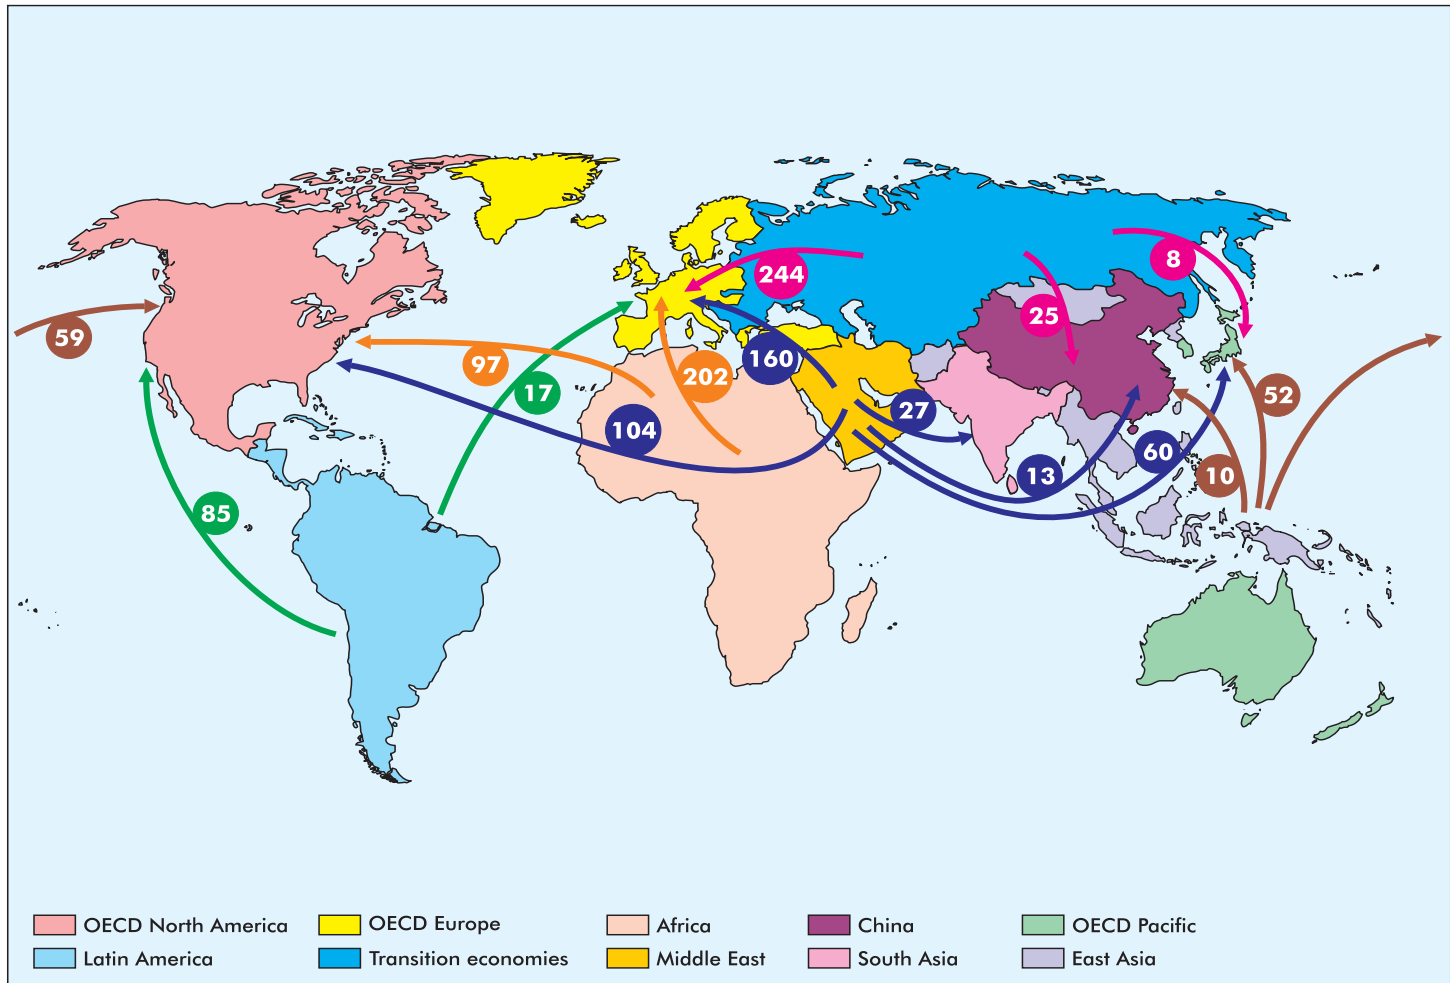 244
8
25
59
160
97
202
17
52
27
104
60
13
10
85
OECD North America
OECD Europe
Africa
China
OECD Pacific
Latin America
Transition economies
Middle East
South Asia
East Asia